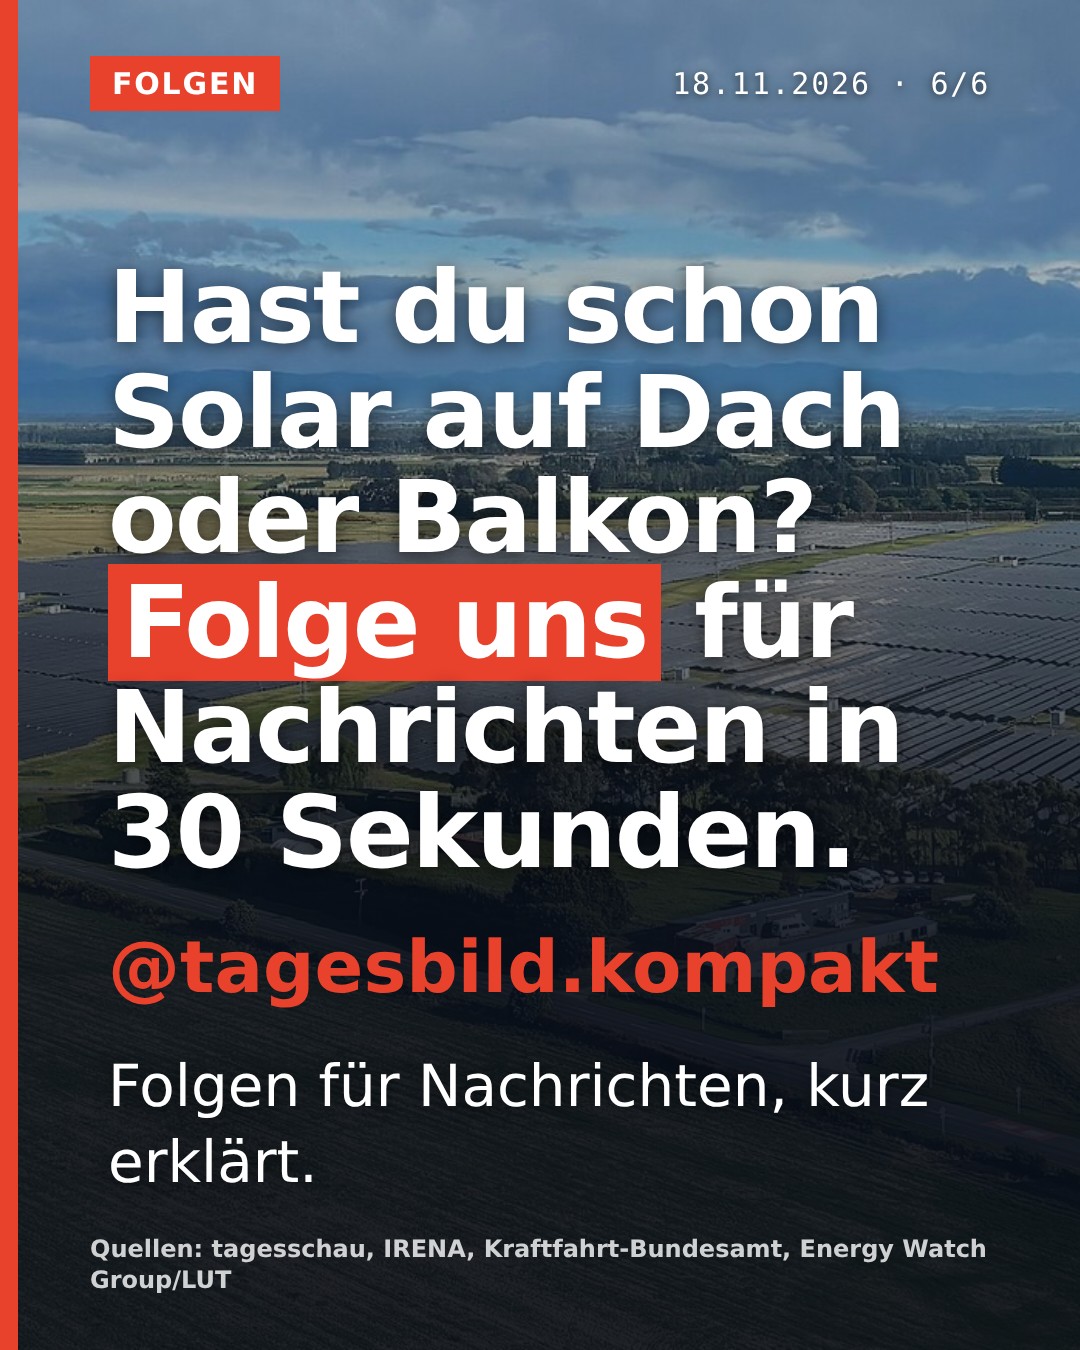 FOLGEN
18.11.2026 · 6/6
Hast du schon
Solar auf Dach
oder Balkon?
Folge uns für
Nachrichten in
30 Sekunden.
@tagesbild.kompakt
Folgen für Nachrichten, kurz
erklärt.
Quellen: tagesschau, IRENA, Kraftfahrt-Bundesamt, Energy Watch
Group/LUT